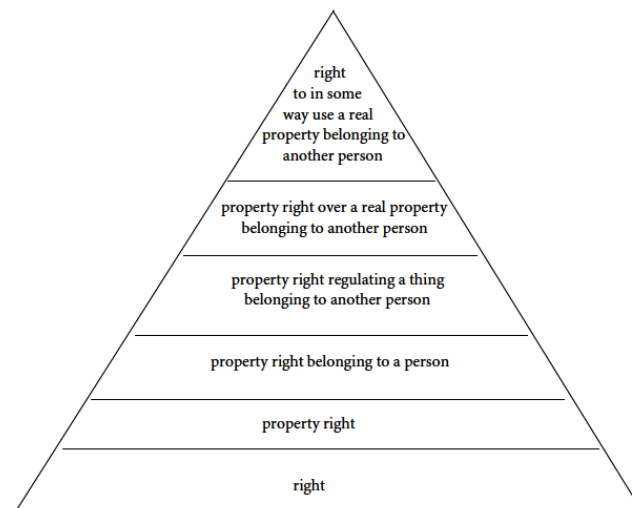 right
to in some
way use a real
property belonging to
another person
property right over a real property
belonging to another person
property right regulating a thing
belonging to another person
property right belonging to a person
property right
right